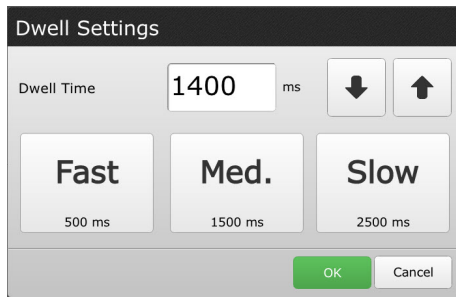 Dwell Settings
Dwell Time 1400 ms
Fast Med. Slow
500 ms 1500 ms 2500 ms
OK Cancel